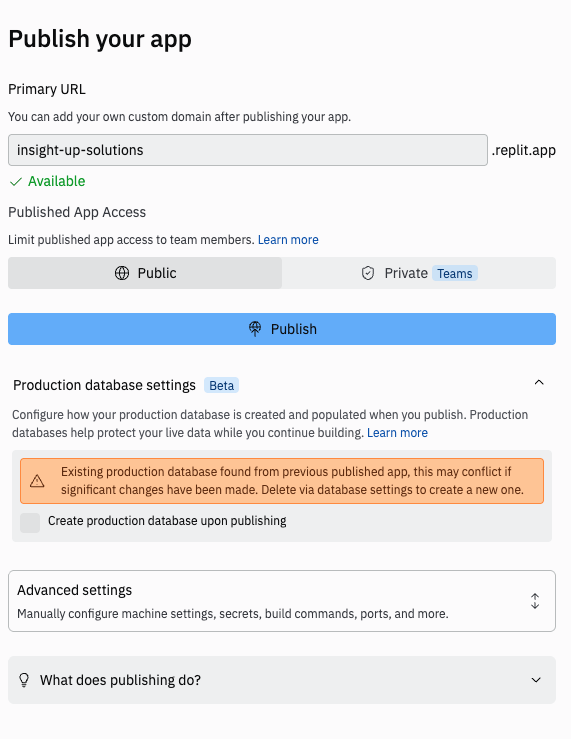 Publish your app
Primary URL
You can add your own custom domain after publishing your app.
insight-up-solutions
.replit.app
Available
Published App Access
Limit published app access to team members. Learn more
Public
Private Teams
Publish
Production database settings Beta
Configure how your production database is created and populated when you publish. Production
databases help protect your live data while you continue building. Learn more
Existing production database found from previous published app, this may conflict if
significant changes have been made. Delete via database settings to create a new one.
Create production database upon publishing
Advanced settings
Manually configure machine settings, secrets, build commands, ports, and more.
What does publishing do?